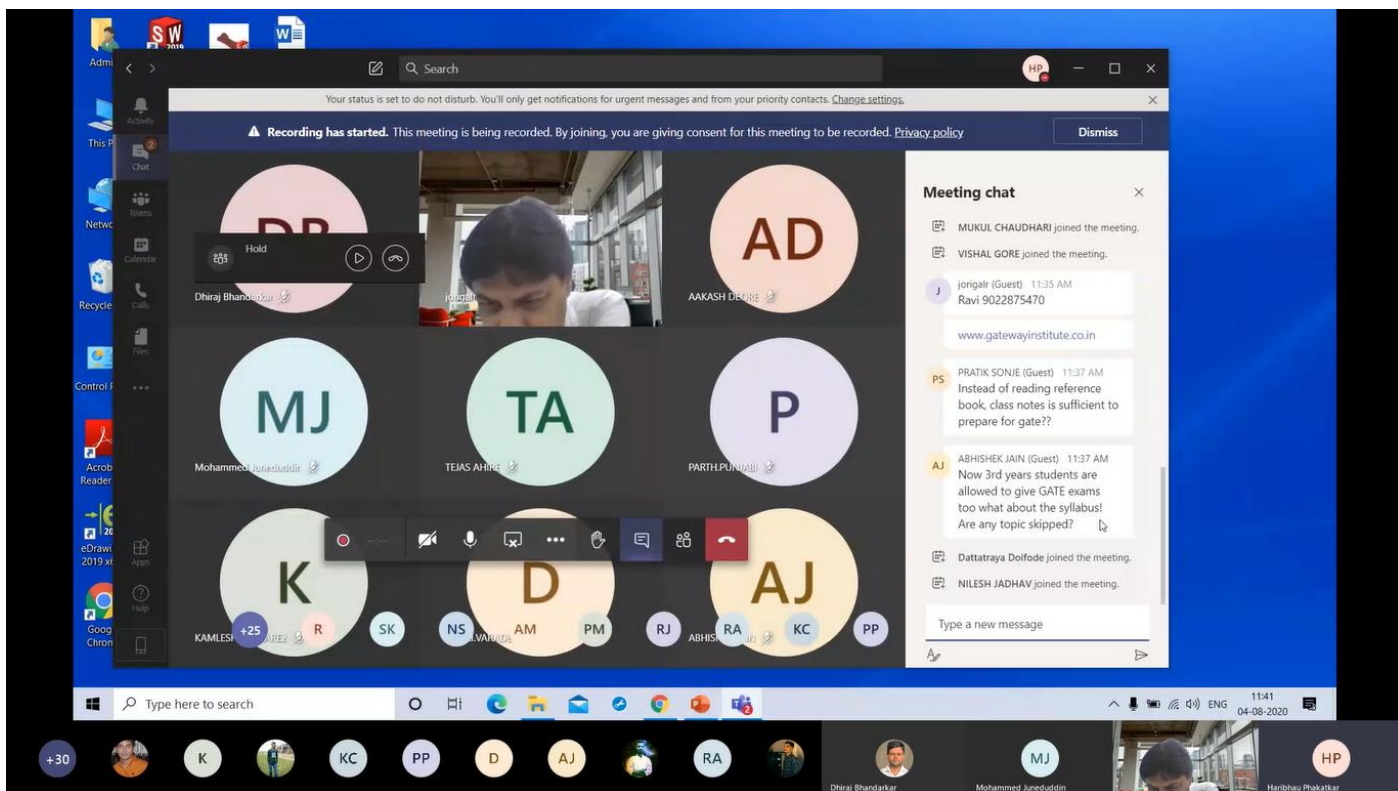 SW
2019
W
Admi
Search
HP
Your status is set to do not disturb. You'll only get notifications for urgent messages and from your priority contacts. Change settings.
Recording has started. This meeting is being recorded. By joining, you are giving consent for this meeting to be recorded. Privacy policy
Dismiss
Activity
This P
2
Chat
Teams
Netwo
Calendar
Recycle
Calls
Files
Control P
Acrob
Reader
eDrawi
2019 x6
Apps
Help
Goog
Chron
Hold
Dhiraj Bhandarkar
AD
AAKASH DEORE
MJ
Mohammed Juneduddin
TA
TEJAS AHIRE
P
PARTH.PUNJABI
K
KAMLESH
D
AJ
+25
R
SK
NS
AM
PM
RJ
RA
KC
PP
Meeting chat
MUKUL CHAUDHARI joined the meeting.
VISHAL GORE joined the meeting.
J
jorigalr (Guest) 11:35 AM
Ravi 9022875470
www.gatewayinstitute.co.in
PS
PRATIK SONJE (Guest) 11:37 AM
Instead of reading reference
book, class notes is sufficient to
prepare for gate??
AJ
ABHISHEK JAIN (Guest) 11:37 AM
Now 3rd years students are
allowed to give GATE exams
too what about the syllabus!
Are any topic skipped?
Dattatraya Doifode joined the meeting.
NILESH JADHAV joined the meeting.
Type a new message
Type here to search
2
ENG
11:41
04-08-2020
+30
K
KC
PP
D
AJ
RA
Dhiraj Bhandarkar
MJ
Mohammed Juneduddin
HP
Haribhau Phakatkar